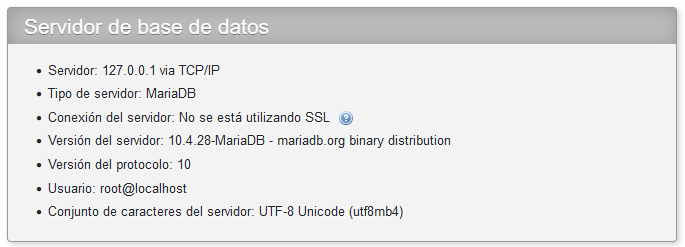 Servidor de base de datos
Servidor: 127.0.0.1 via TCP/IP
Tipo de servidor: MariaDB
Conexión del servidor: No se está utilizando SSL
Versión del servidor: 10.4.28-MariaDB - mariadb.org binary distribution
Versión del protocolo: 10
Usuario: root@localhost
Conjunto de caracteres del servidor: UTF-8 Unicode (utf8mb4)